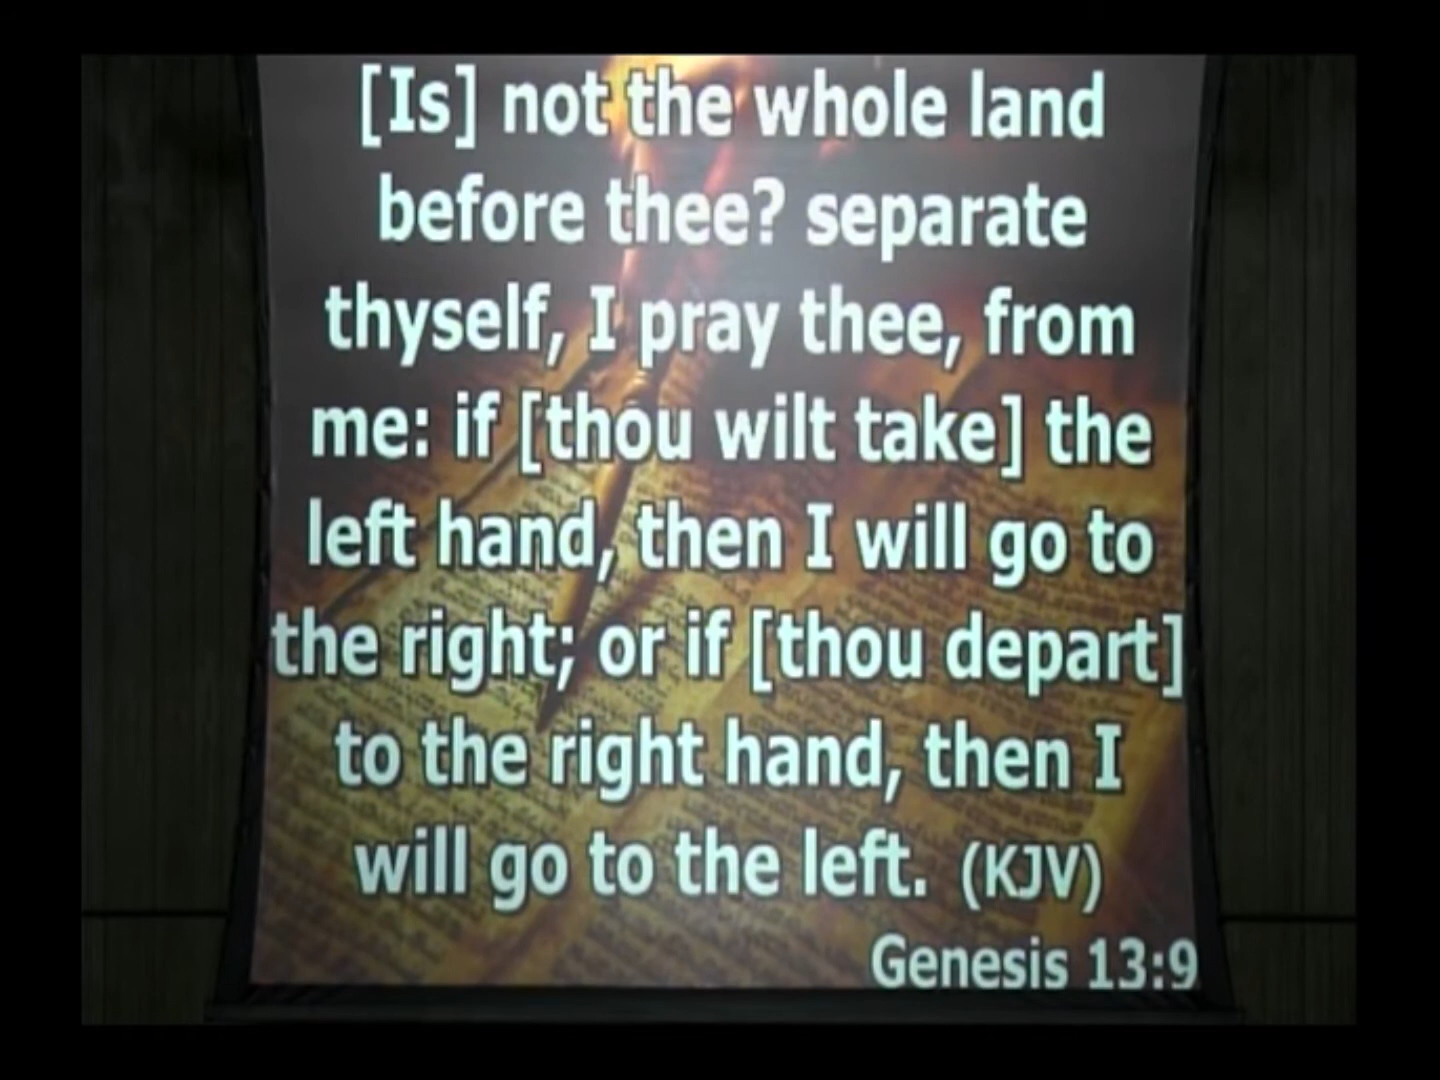 [Is] not the whole land
before thee? separate
thyself, I pray thee, from
me: if [thou wilt take] the
left hand, then I will go to
the right; or if [thou depart]
to the right hand, then I
will go to the left. (KJV)
Genesis 13:9